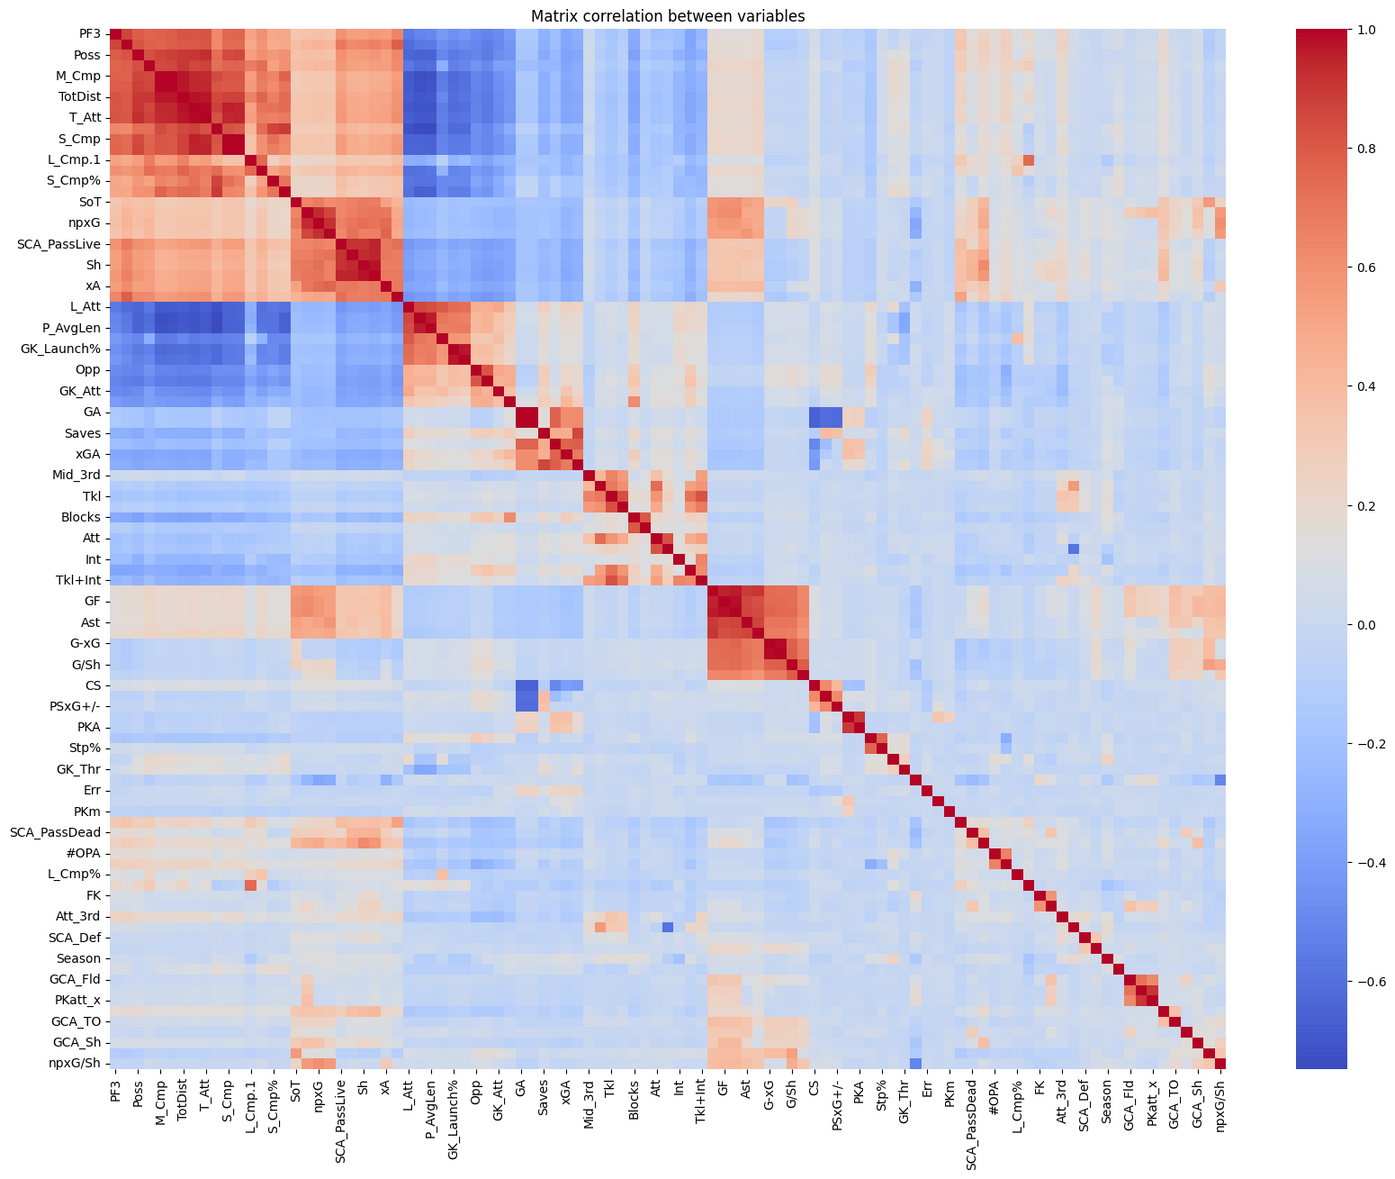 Matrix correlation between variables
PF3
Poss
M_Cmp
TotDist
T_Att
S_Cmp
L_Cmp.1
S_Cmp%
SoT
npxG
SCA_PassLive
Sh
xA
L_Att
P_AvgLen
GK_Launch%
Opp
GK_Att
GA
Saves
xGA
Mid_3rd
Tkl
Blocks
Att
Int
Tkl+Int
GF
Ast
G-xG
G/Sh
CS
PSxG+/-
PKA
Stp%
GK_Thr
Err
PKm
SCA_PassDead
#OPA
L_Cmp%
FK
Att_3rd
SCA_Def
Season
GCA_Fld
PKatt_x
GCA_TO
GCA_Sh
npxG/Sh
PF3
Poss
M_Cmp
TotDist
T_Att
S_Cmp
L_Cmp.1
S_Cmp%
SoT
npxG
SCA_PassLive
Sh
xA
L_Att
P_AvgLen
GK_Launch%
Opp
GK_Att
GA
Saves
xGA
Mid_3rd
Tkl
Blocks
Att
Int
Tkl+Int
GF
Ast
G-xG
G/Sh
CS
PSxG+/-
PKA
Stp%
GK_Thr
Err
PKm
SCA_PassDead
#OPA
L_Cmp%
FK
Att_3rd
SCA_Def
Season
GCA_Fld
PKatt_x
GCA_TO
GCA_Sh
npxG/Sh
1.0
0.8
0.6
0.4
0.2
0.0
−0.2
−0.4
−0.6